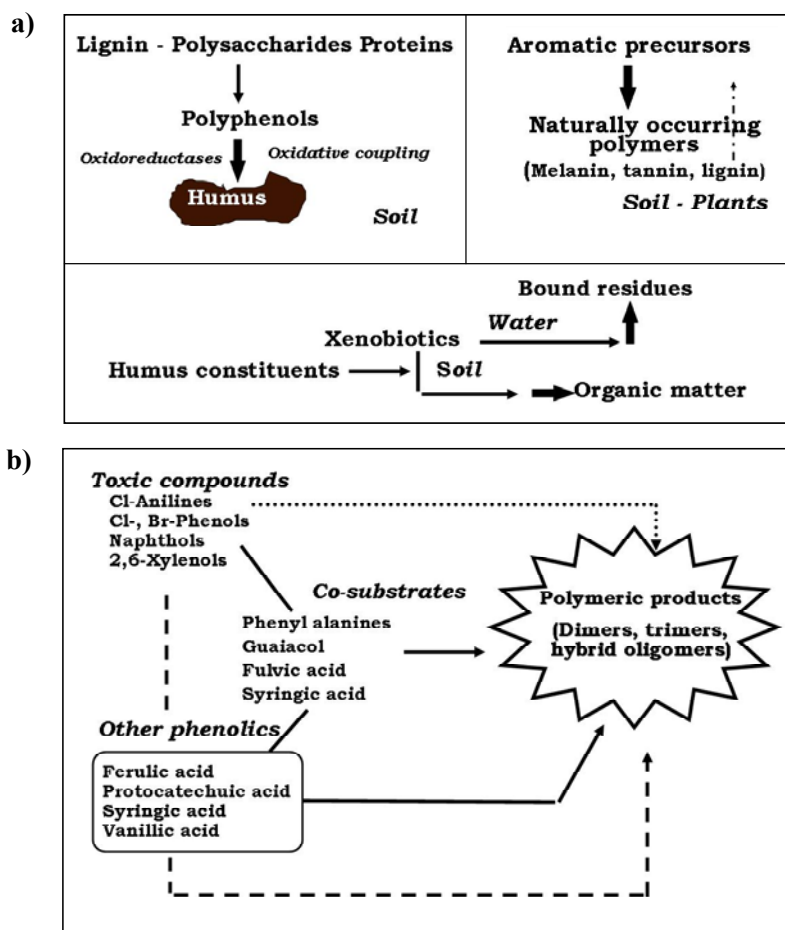 a)
Lignin - Polysaccharides Proteins
Polyphenols
Oxidoreductases
Oxidative coupling
Humus
Soil
Aromatic precursors
Naturally occurring
polymers
(Melanin, tannin, lignin)
Soil - Plants
Bound residues
Water
Xenobiotics
Humus constituents
Soil
Organic matter
b)
Toxic compounds
Cl-Anilines
Cl-, Br-Phenols
Naphthols
2,6-Xylenols
Co-substrates
Phenyl alanines
Guaiacol
Fulvic acid
Syringic acid
Polymeric products
(Dimers, trimers,
hybrid oligomers)
Other phenolics
Ferulic acid
Protocatechuic acid
Syringic acid
Vanillic acid